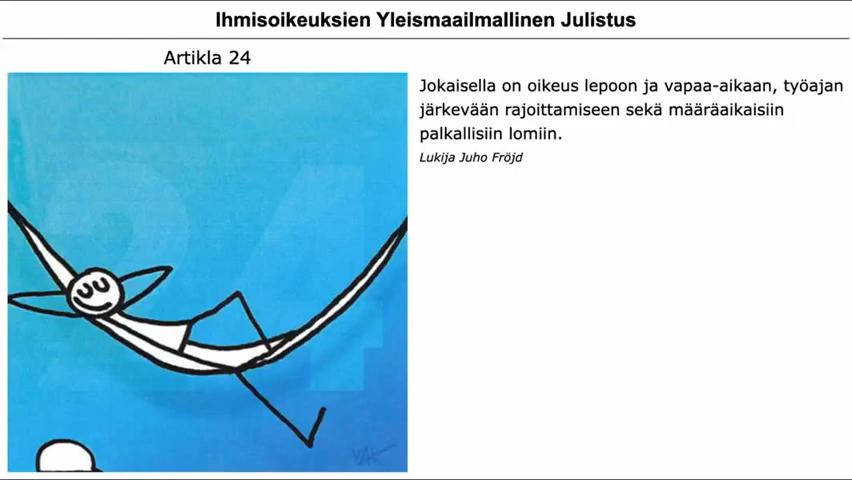 Ihmisoikeuksien Yleismaailmallinen Julistus
Artikla 24
Jokaisella on oikeus lepoon ja vapaa-aikaan, työajan
järkevään rajoittamiseen sekä määräaikaisiin
palkallisiin lomiin.
Lukija Juho Fröjd
24